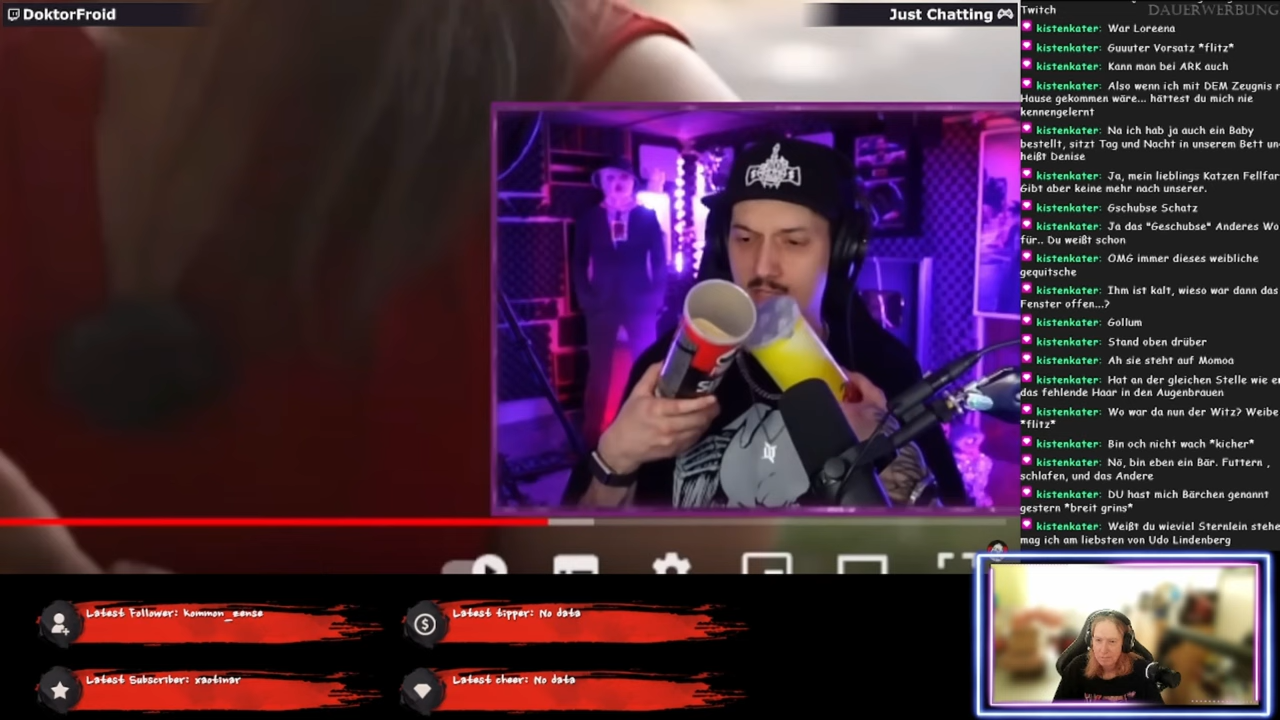 DoktorFroid
Just Chatting
Twitch
DAUERWERBUNG
kistenkater: War Loreena
kistenkater: Guuuter Vorsatz *flitz*
kistenkater: Kann man bei ARK auch
kistenkater: Also wenn ich mit DEM Zeugnis
Hause gekommen wäre... hättest du mich nie
kennengelernt
kistenkater: Na ich hab ja auch ein Baby
bestellt, sitzt Tag und Nacht in unserem Bett
heißt Denise
kistenkater: Ja, mein lieblings Katzen
Gibt aber keine mehr nach unserer.
kistenkater: Gschubse Schatz
kistenkater: Ja das "Geschubse" Anderes
für.. Du weißt schon
kistenkater: OMG immer dieses weibliche
gequitsche
kistenkater: Ihm ist kalt, wieso war dann das
Fenster offen...?
kistenkater: Gollum
kistenkater: Stand oben drüber
kistenkater: Ah sie steht auf Momoa
kistenkater: Hat an der gleichen Stelle wie
das fehlende Haar in den Augenbrauen
kistenkater: Wo war da nun der Witz? Weibe
*flitz*
kistenkater: Bin och nicht wach *kicher*
kistenkater: Nö, bin eben ein Bär. Futtern ,
schlafen, und das Andere
kistenkater: DU hast mich Bärchen genannt
gestern *breit grins*
kistenkater: Weißt du wieviel Sternlein stehe
mag ich am liebsten von Udo Lindenberg
Latest Follower: Kommon_zense
Latest tipper: No data
Latest Subscriber: xaotinar
Latest cheer: No data